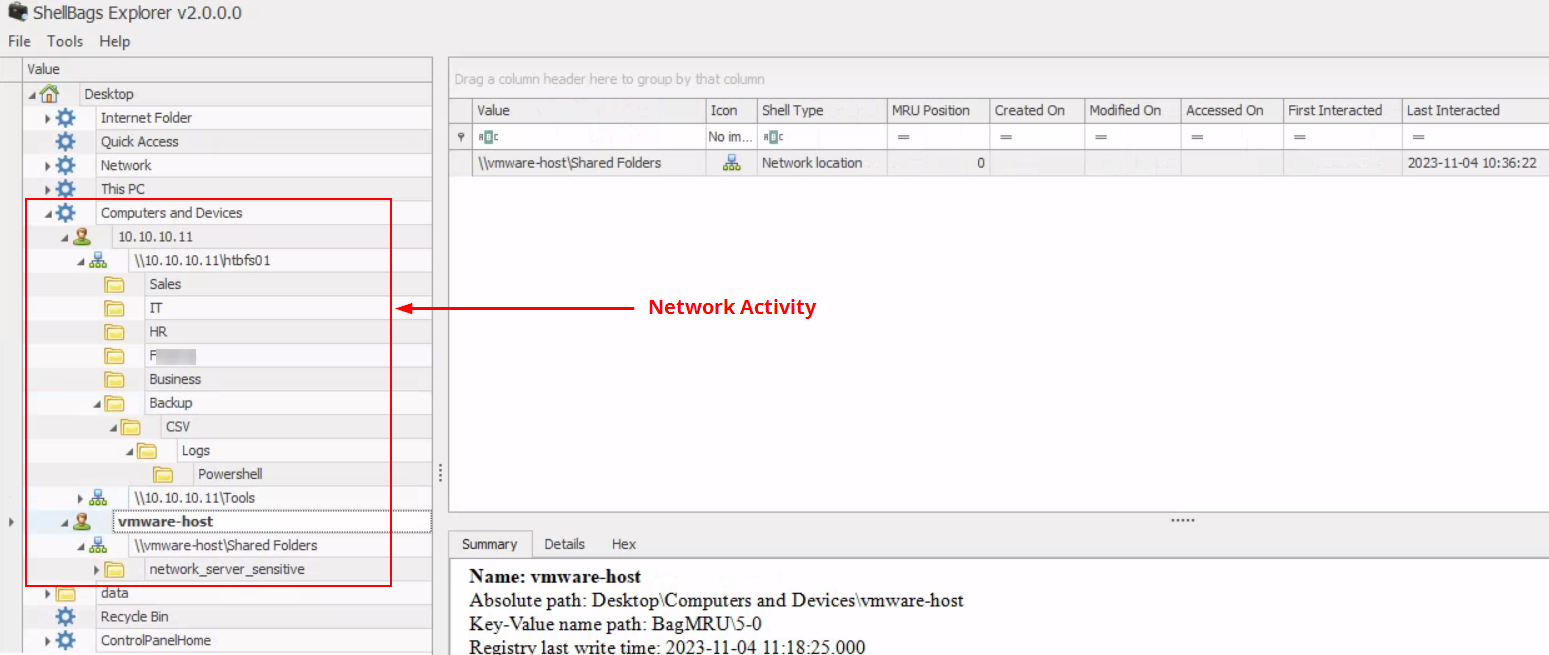 ShellBags Explorer v2.0.0.0
File Tools Help
Value
Desktop
Internet Folder
Quick Access
Network
This PC
Computers and Devices
10.10.10.11
\\10.10.10.11\htbfs01
Sales
IT
HR
F
Business
Backup
CSV
Logs
Powershell
\\10.10.10.11\Tools
vmware-host
\\vmware-host\Shared Folders
network_server_sensitive
data
Recycle Bin
ControlPanelHome
Network Activity
Drag a column header here to group by that column
Value Icon Shell Type MRU Position Created On Modified On Accessed On First Interacted Last Interacted
No im... = = = = = =
\\vmware-host\Shared Folders Network location 0 2023-11-04 10:36:22
Summary Details Hex
Name: vmware-host
Absolute path: Desktop\Computers and Devices\vmware-host
Key-Value name path: BagMRU\5-0
Registry last write time: 2023-11-04 11:18:25.000